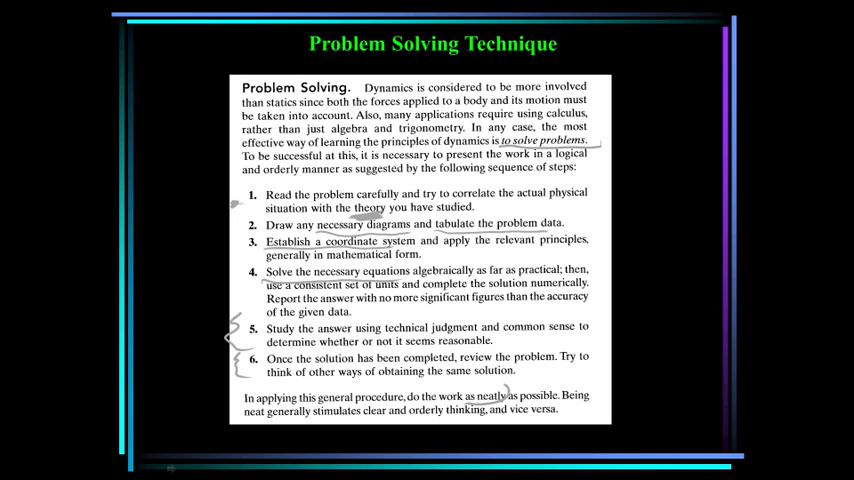 Problem Solving Technique
Problem Solving. Dynamics is considered to be more involved
than statics since both the forces applied to a body and its motion must
be taken into account. Also, many applications require using calculus,
rather than just algebra and trigonometry. In any case, the most
effective way of learning the principles of dynamics is to solve problems.
To be successful at this, it is necessary to present the work in a logical
and orderly manner as suggested by the following sequence of steps:
1. Read the problem carefully and try to correlate the actual physical
situation with the theory you have studied.
2. Draw any necessary diagrams and tabulate the problem data.
3. Establish a coordinate system and apply the relevant principles,
generally in mathematical form.
4. Solve the necessary equations algebraically as far as practical; then,
use a consistent set of units and complete the solution numerically.
Report the answer with no more significant figures than the accuracy
of the given data.
5. Study the answer using technical judgment and common sense to
determine whether or not it seems reasonable.
6. Once the solution has been completed, review the problem. Try to
think of other ways of obtaining the same solution.
In applying this general procedure, do the work as neatly as possible. Being
neat generally stimulates clear and orderly thinking, and vice versa.